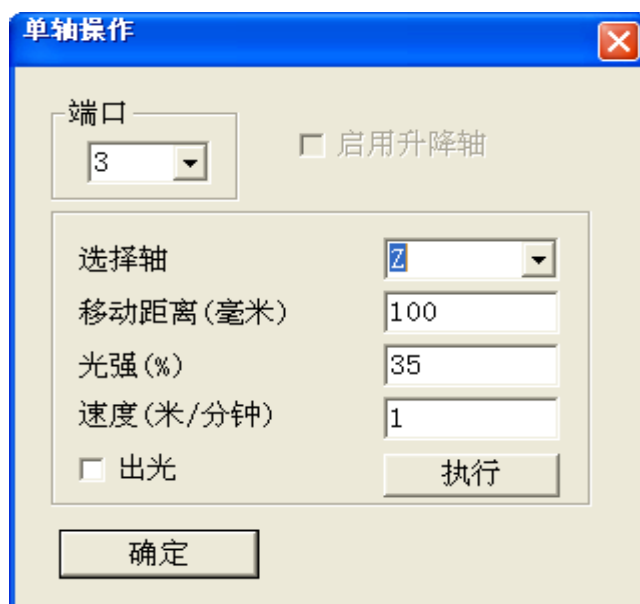 单轴操作
端口
3
启用升降轴
选择轴 Z
移动距离(毫米) 100
光强(%) 35
速度(米/分钟) 1
出光 执行
确定